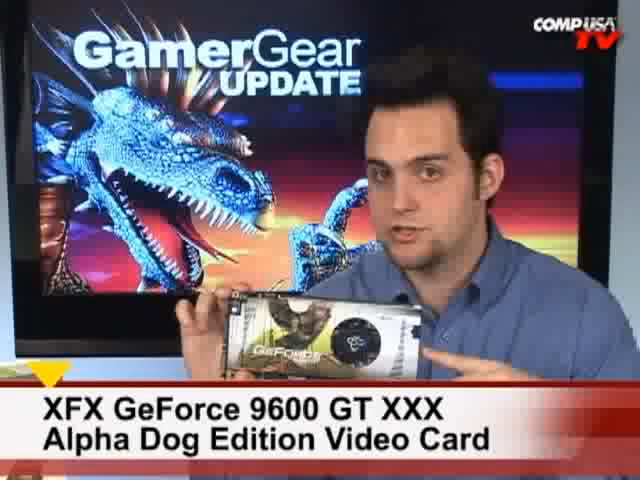 GamerGear
UPDATE
COMPUSA
TV
GEFORCE
XFX GeForce 9600 GT XXX
Alpha Dog Edition Video Card